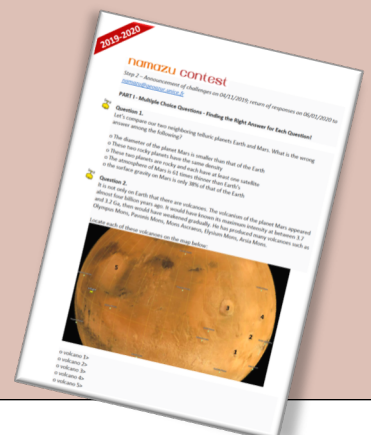 2019-2020
namazu contest
Step 2 – Announcement of challenges on 04/11/2019; return of responses on 08/01/2020 to
PART I - Multiple Choice Questions - Finding the Right Answer for Each Question!
Question 1.
Let's compare our two neighboring telluric planets Earth and Mars. What is the wrong
answer among the following?
o The diameter of the planet Mars is smaller than that of the Earth
o These two rocky planets have the same density
o These two planets are rocky and each have at least one satellite
o The atmosphere of Mars is 61 times thinner than Earth's
o the surface gravity on Mars is only 38% of that of the Earth
Question 2.
It is not only on Earth that there are volcanoes. The volcanism of the planet Mars appeared
almost four billion years ago. It would have known its maximum intensity at between 3.7
and 3.2 Ga, then would have weakened gradually. He has produced many volcanoes such as
Olympus Mons, Pavonis Mons, Mons Ascraeus, Elysium Mons, Arsia Mons.
Locate each of these volcanoes on the map below:
5
3
4
2
1
o volcano 1=
o volcano 2=
o volcano 3=
o volcano 4=
o volcano 5=